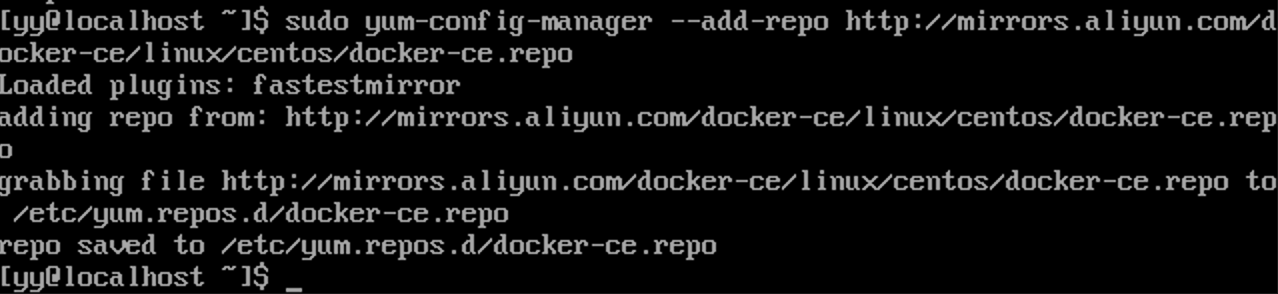 [yy@localhost ~]$ sudo yum-config-manager --add-repo http://mirrors.aliyun.com/d
ocker-ce/linux/centos/docker-ce.repo
Loaded plugins: fastestmirror
adding repo from: http://mirrors.aliyun.com/docker-ce/linux/centos/docker-ce.rep
o
grabbing file http://mirrors.aliyun.com/docker-ce/linux/centos/docker-ce.repo to
 /etc/yum.repos.d/docker-ce.repo
repo saved to /etc/yum.repos.d/docker-ce.repo
[yy@localhost ~]$ _